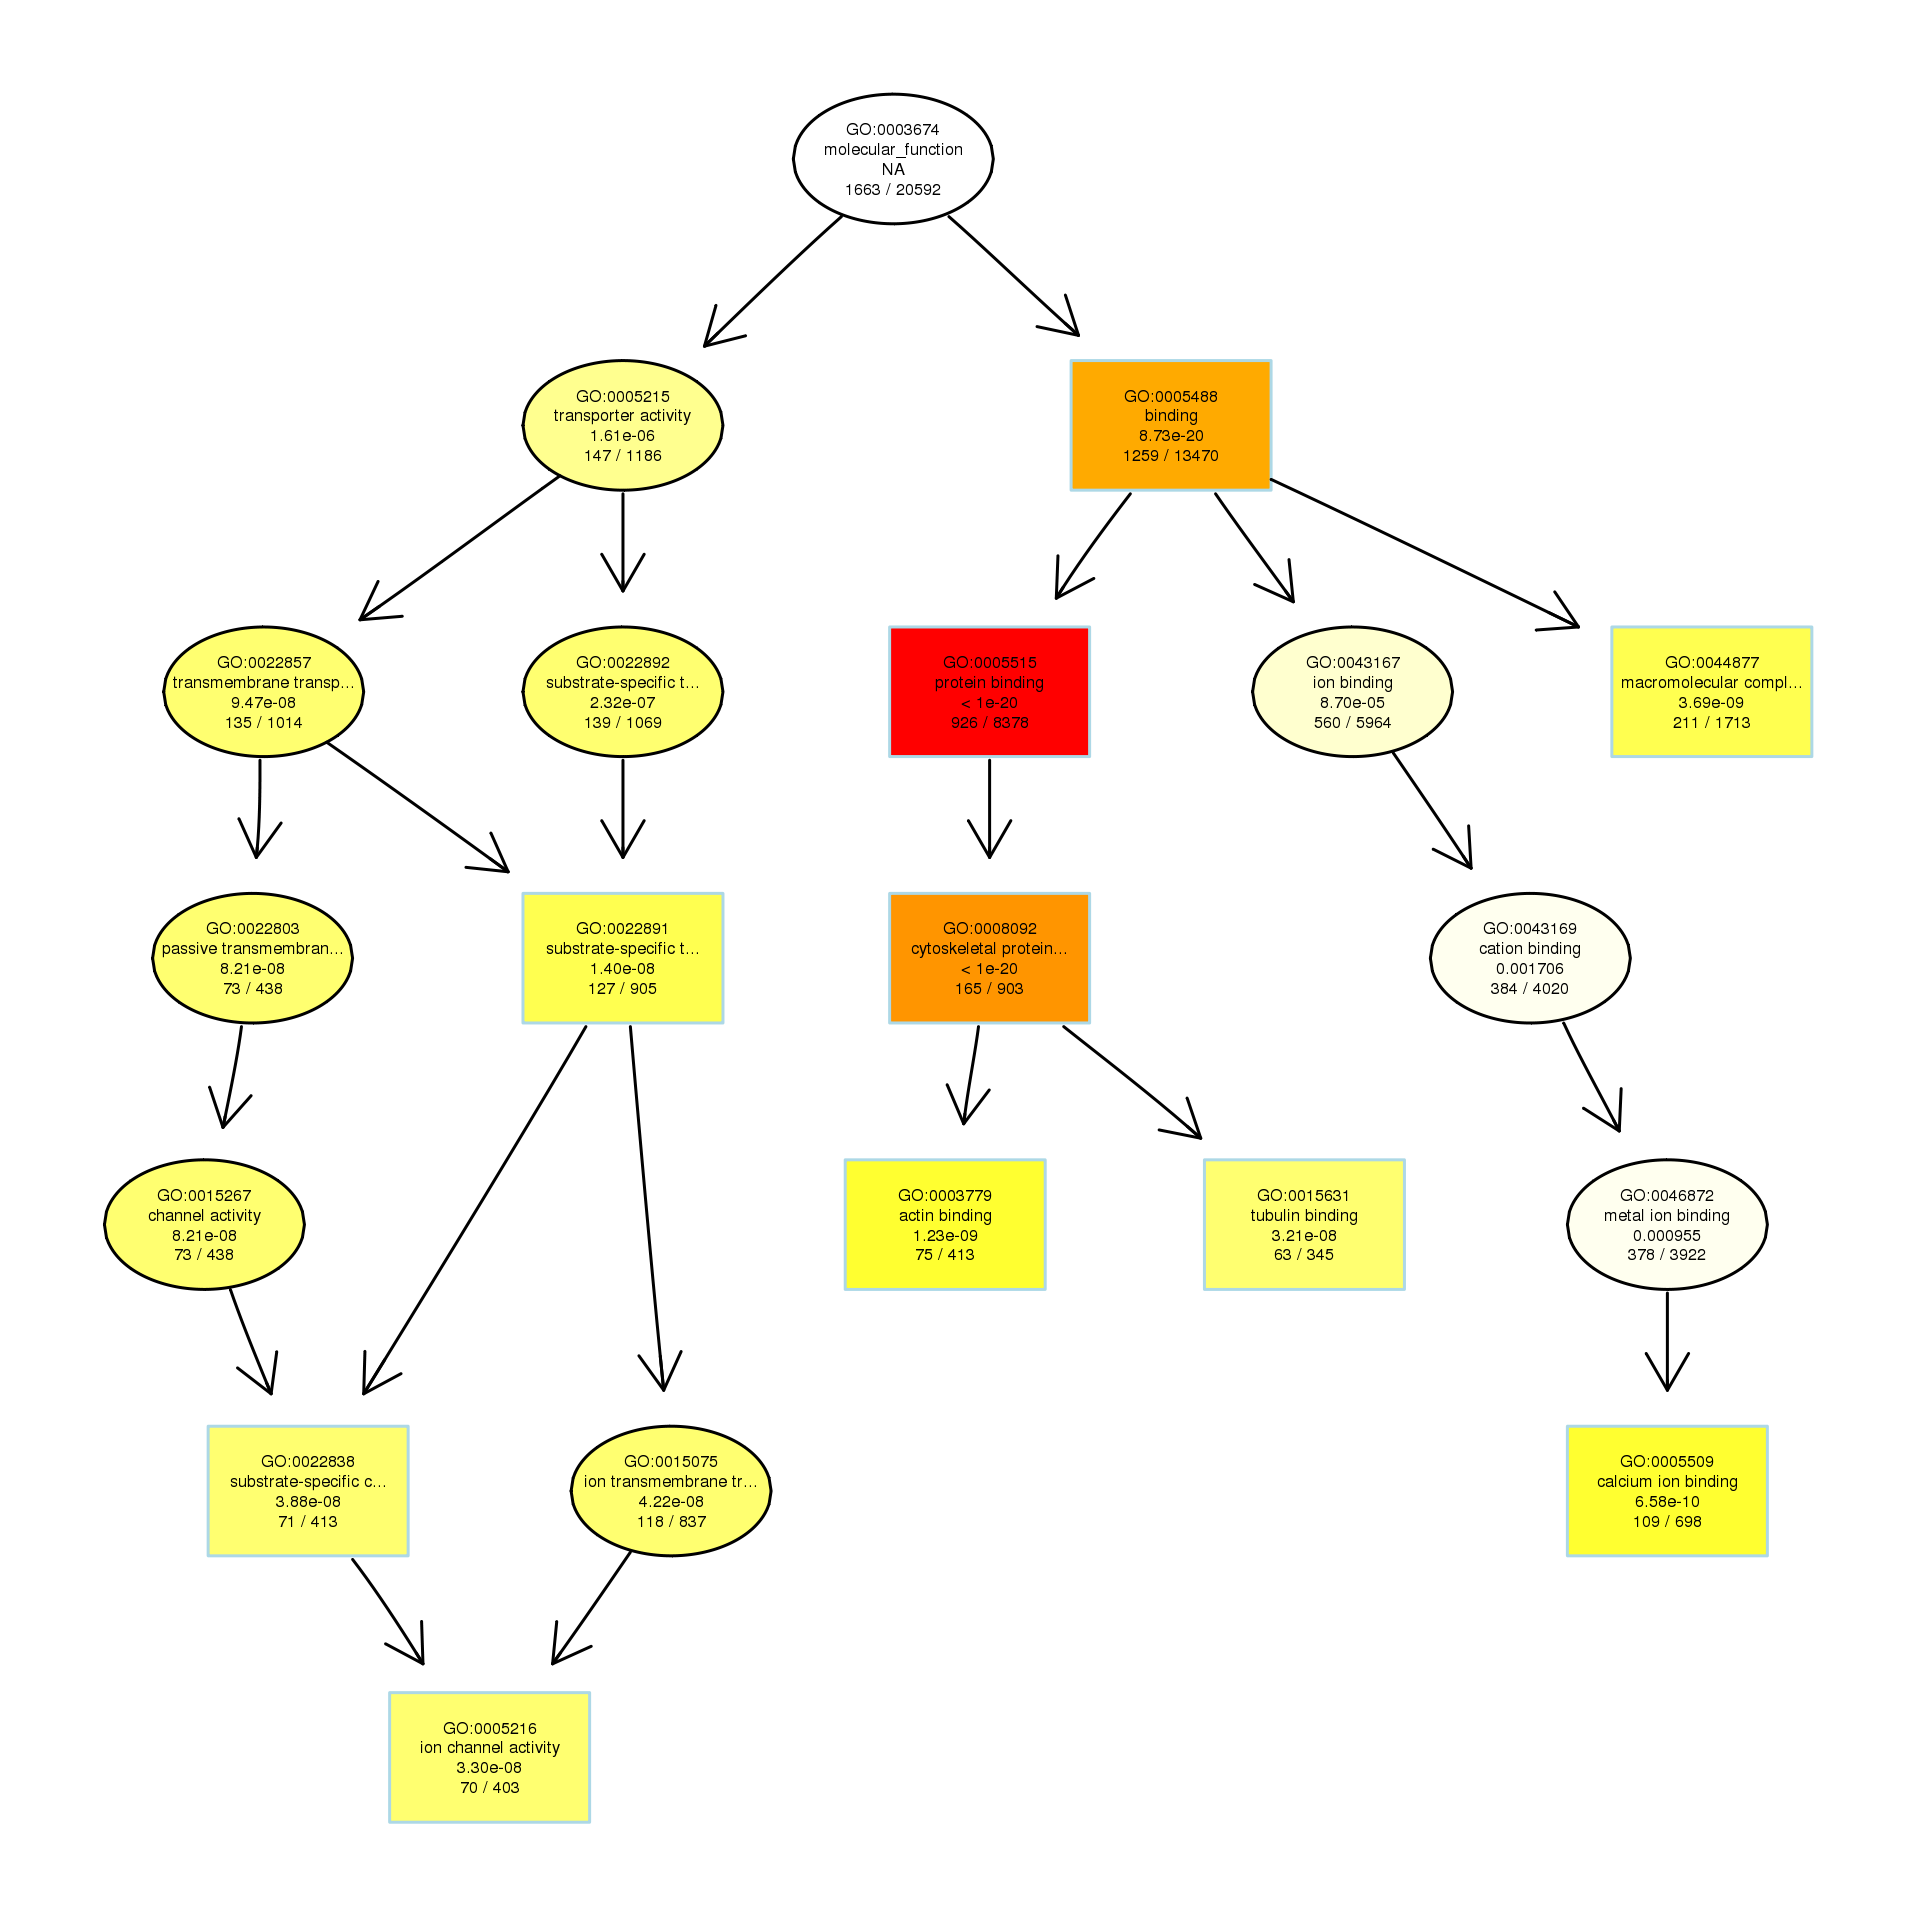 GO:0003674
molecular_function
NA
1663 / 20592
GO:0005215
transporter activity
1.61e-06
147 / 1186
GO:0005488
binding
8.73e-20
1259 / 13470
GO:0022857
transmembrane transp...
9.47e-08
135 / 1014
GO:0022892
substrate-specific t...
2.32e-07
139 / 1069
GO:0005515
protein binding
< 1e-20
926 / 8378
GO:0043167
ion binding
8.70e-05
560 / 5964
GO:0044877
macromolecular compl...
3.69e-09
211 / 1713
GO:0022803
passive transmembran...
8.21e-08
73 / 438
GO:0022891
substrate-specific t...
1.40e-08
127 / 905
GO:0008092
cytoskeletal protein...
< 1e-20
165 / 903
GO:0043169
cation binding
0.001706
384 / 4020
GO:0015267
channel activity
8.21e-08
73 / 438
GO:0003779
actin binding
1.23e-09
75 / 413
GO:0015631
tubulin binding
3.21e-08
63 / 345
GO:0046872
metal ion binding
0.000955
378 / 3922
GO:0022838
substrate-specific c...
3.88e-08
71 / 413
GO:0015075
ion transmembrane tr...
4.22e-08
118 / 837
GO:0005509
calcium ion binding
6.58e-10
109 / 698
GO:0005216
ion channel activity
3.30e-08
70 / 403